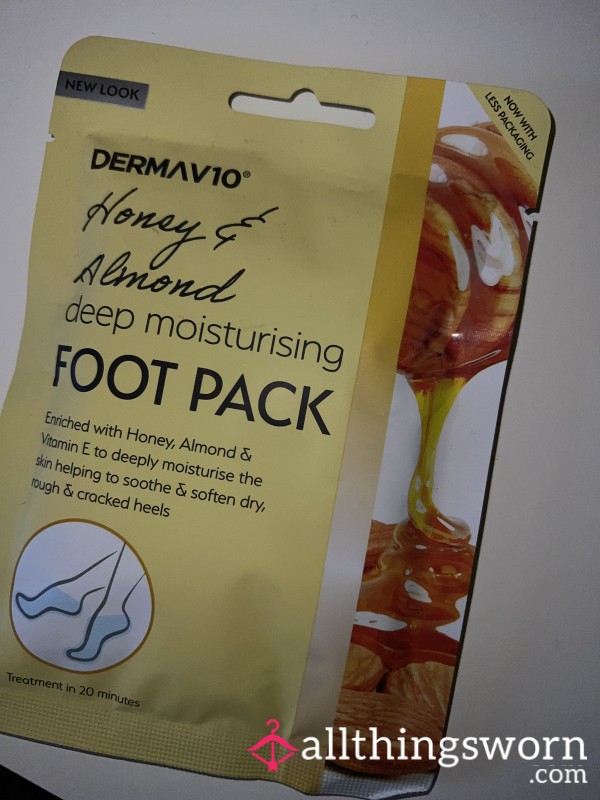 NEW LOOK
NOW WITH
LESS PACKAGING
DERMAV10®
Honey &
Almond
deep moisturising
FOOT PACK
Enriched with Honey, Almond &
Vitamin E to deeply moisturise the
skin helping to soothe & soften dry,
rough & cracked heels
Treatment in 20 minutes
allthingsworn
.com